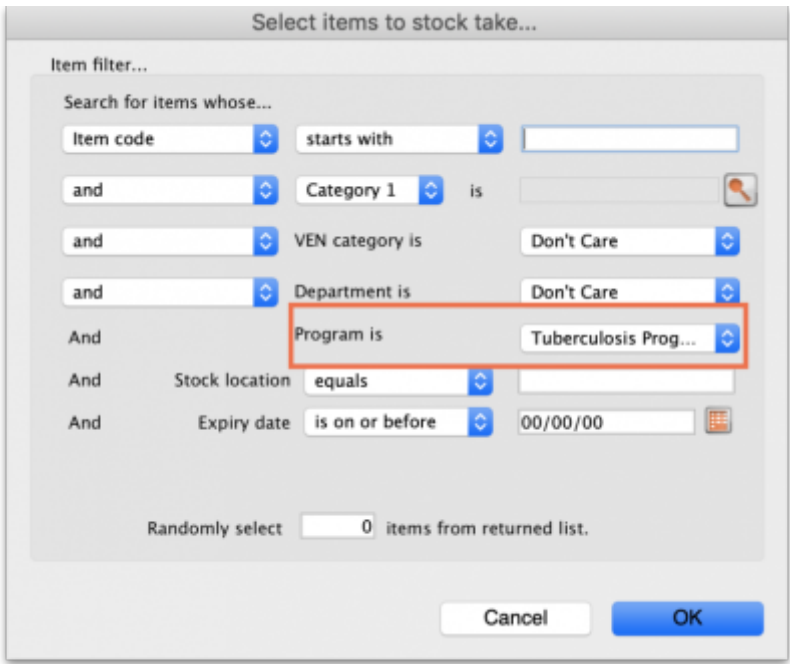 Select items to stock take...
Item filter...
Search for items whose...
Item code starts with
and Category 1 is
and VEN category is Don't Care
and Department is Don't Care
And Program is Tuberculosis Prog...
And Stock location equals
And Expiry date is on or before 00/00/00
Randomly select 0 items from returned list.
Cancel OK